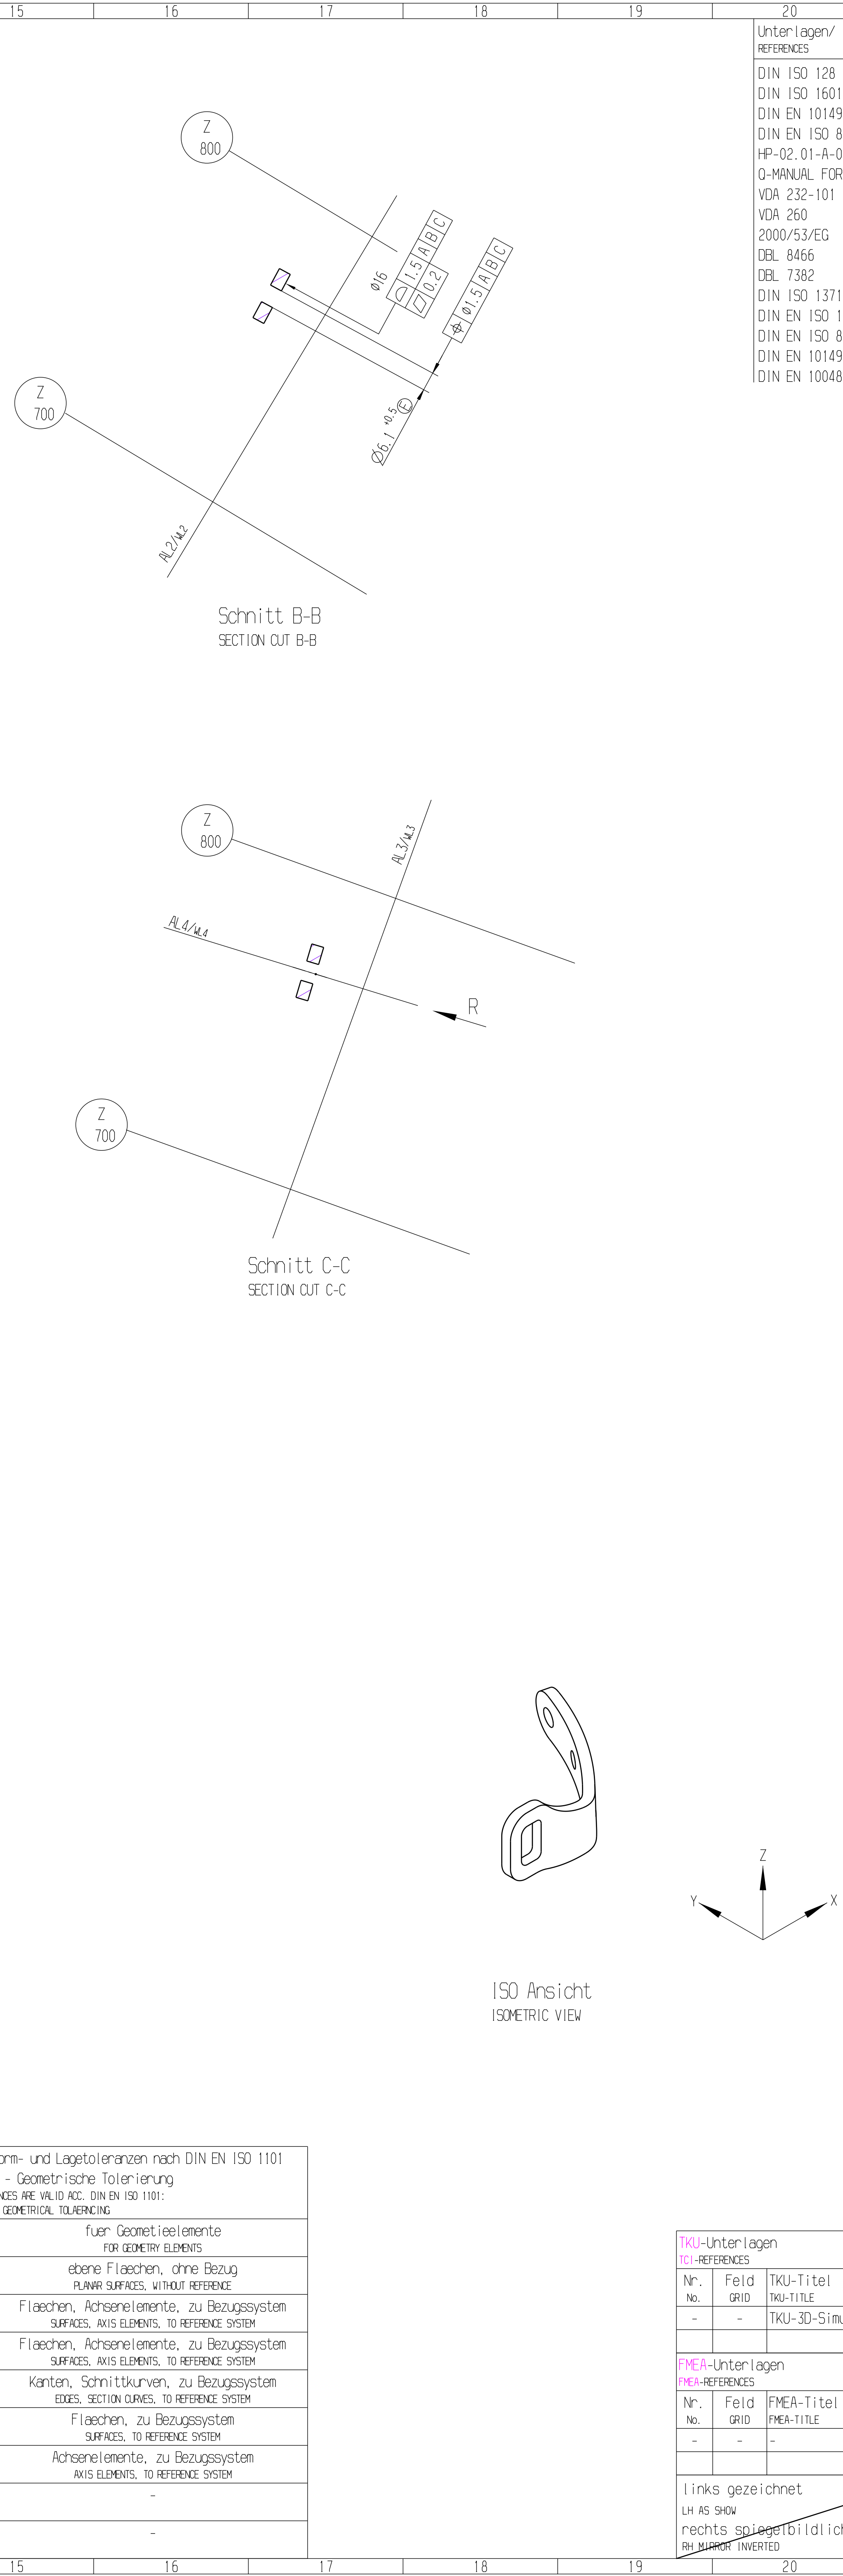 15 16 17 18 19 20
Unterlagen/
REFERENCES
DIN ISO 128
DIN ISO 1601
DIN EN 10149
DIN EN ISO 8
HP-02.01-A-0
Q-MANUAL FOR
VDA 232-101
VDA 260
2000/53/EG
DBL 8466
DBL 7382
DIN ISO 1371
DIN EN ISO 1
DIN EN ISO 8
DIN EN 10149
DIN EN 10048
Z
800
Ø16
1.5 A B C
0.2
Ø1.5 A B C
Ø6.1 +0.5 E
Z
700
AL2/WL2
Schnitt B-B
SECTION CUT B-B
Z
800
AL3/WL3
AL4/WL4
R
Z
700
Schnitt C-C
SECTION CUT C-C
Z
Y
X
ISO Ansicht
ISOMETRIC VIEW
orm- und Lagetoleranzen nach DIN EN ISO 1101
- Geometrische Tolerierung
NCES ARE VALID ACC. DIN EN ISO 1101:
GEOMETRICAL TOLAERNCING
fuer Geometieelemente
FOR GEOMETRY ELEMENTS
ebene Flaechen, ohne Bezug
PLANAR SURFACES, WITHOUT REFERENCE
Flaechen, Achsenelemente, zu Bezugssystem
SURFACES, AXIS ELEMENTS, TO REFERENCE SYSTEM
Flaechen, Achsenelemente, zu Bezugssystem
SURFACES, AXIS ELEMENTS, TO REFERENCE SYSTEM
Kanten, Schnittkurven, zu Bezugssystem
EDGES, SECTION CURVES, TO REFERENCE SYSTEM
Flaechen, zu Bezugssystem
SURFACES, TO REFERENCE SYSTEM
Achsenelemente, zu Bezugssystem
AXIS ELEMENTS, TO REFERENCE SYSTEM
-
-
TKU-Unterlagen
TCI-REFERENCES
Nr. Feld TKU-Titel
No. GRID TKU-TITLE
- - TKU-3D-Simu
FMEA-Unterlagen
FMEA-REFERENCES
Nr. Feld FMEA-Titel
No. GRID FMEA-TITLE
- - -
links gezeichnet
LH AS SHOW
rechts spiegelbildlich
RH MIRROR INVERTED
15 16 17 18 19 20